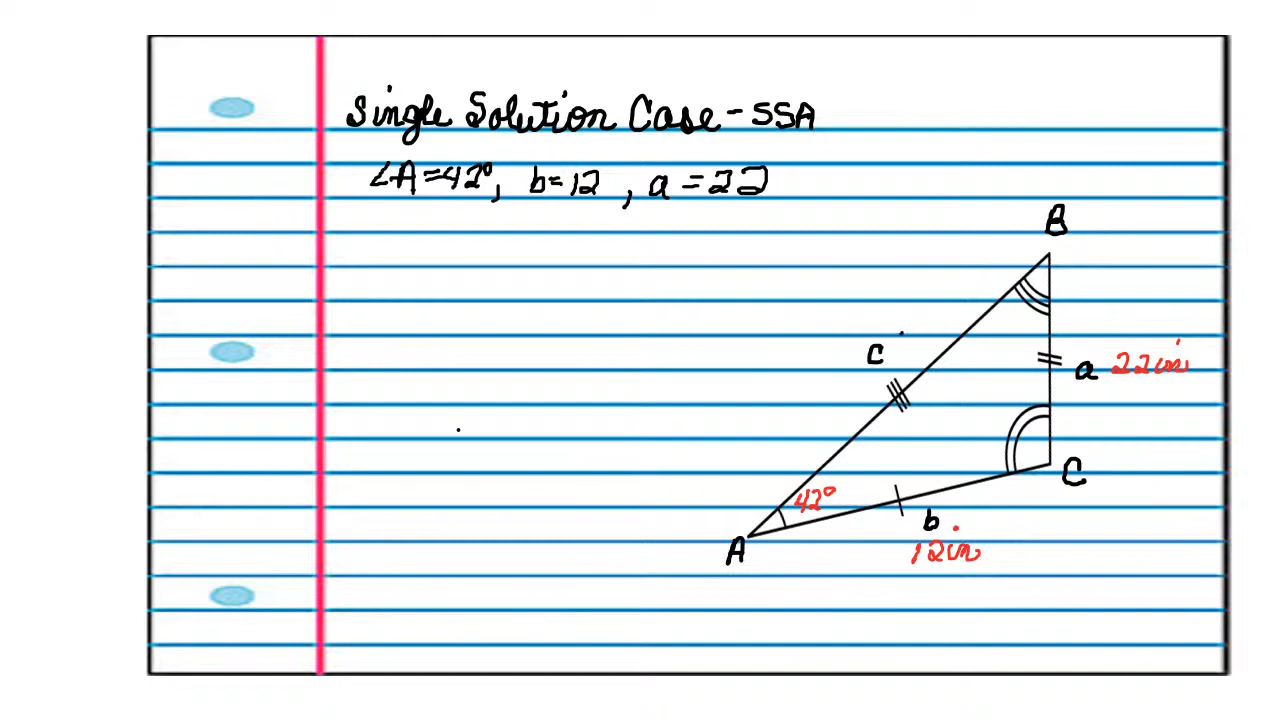 Single Solution Case - SSA
∠A = 42°, b = 12, a = 22
B
c
a 22 in
C
42°
b
A
12 in